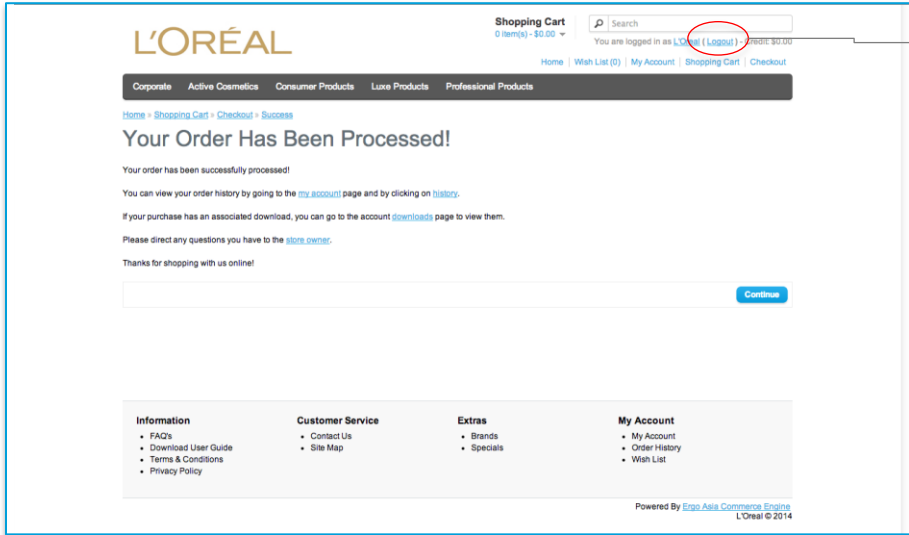 L'ORÉAL
Shopping Cart
0 item(s) - $0.00
Search
You are logged in as L'Oreal ( Logout ) - Credit: $0.00
Home | Wish List (0) | My Account | Shopping Cart | Checkout
Corporate Active Cosmetics Consumer Products Luxe Products Professional Products
Home » Shopping Cart » Checkout » Success
Your Order Has Been Processed!
Your order has been successfully processed!
You can view your order history by going to the my account page and by clicking on history.
If your purchase has an associated download, you can go to the account downloads page to view them.
Please direct any questions you have to the store owner.
Thanks for shopping with us online!
Continue
Information
• FAQ's
• Download User Guide
• Terms & Conditions
• Privacy Policy
Customer Service
• Contact Us
• Site Map
Extras
• Brands
• Specials
My Account
• My Account
• Order History
• Wish List
Powered By Ergo Asia Commerce Engine
L'Oreal © 2014